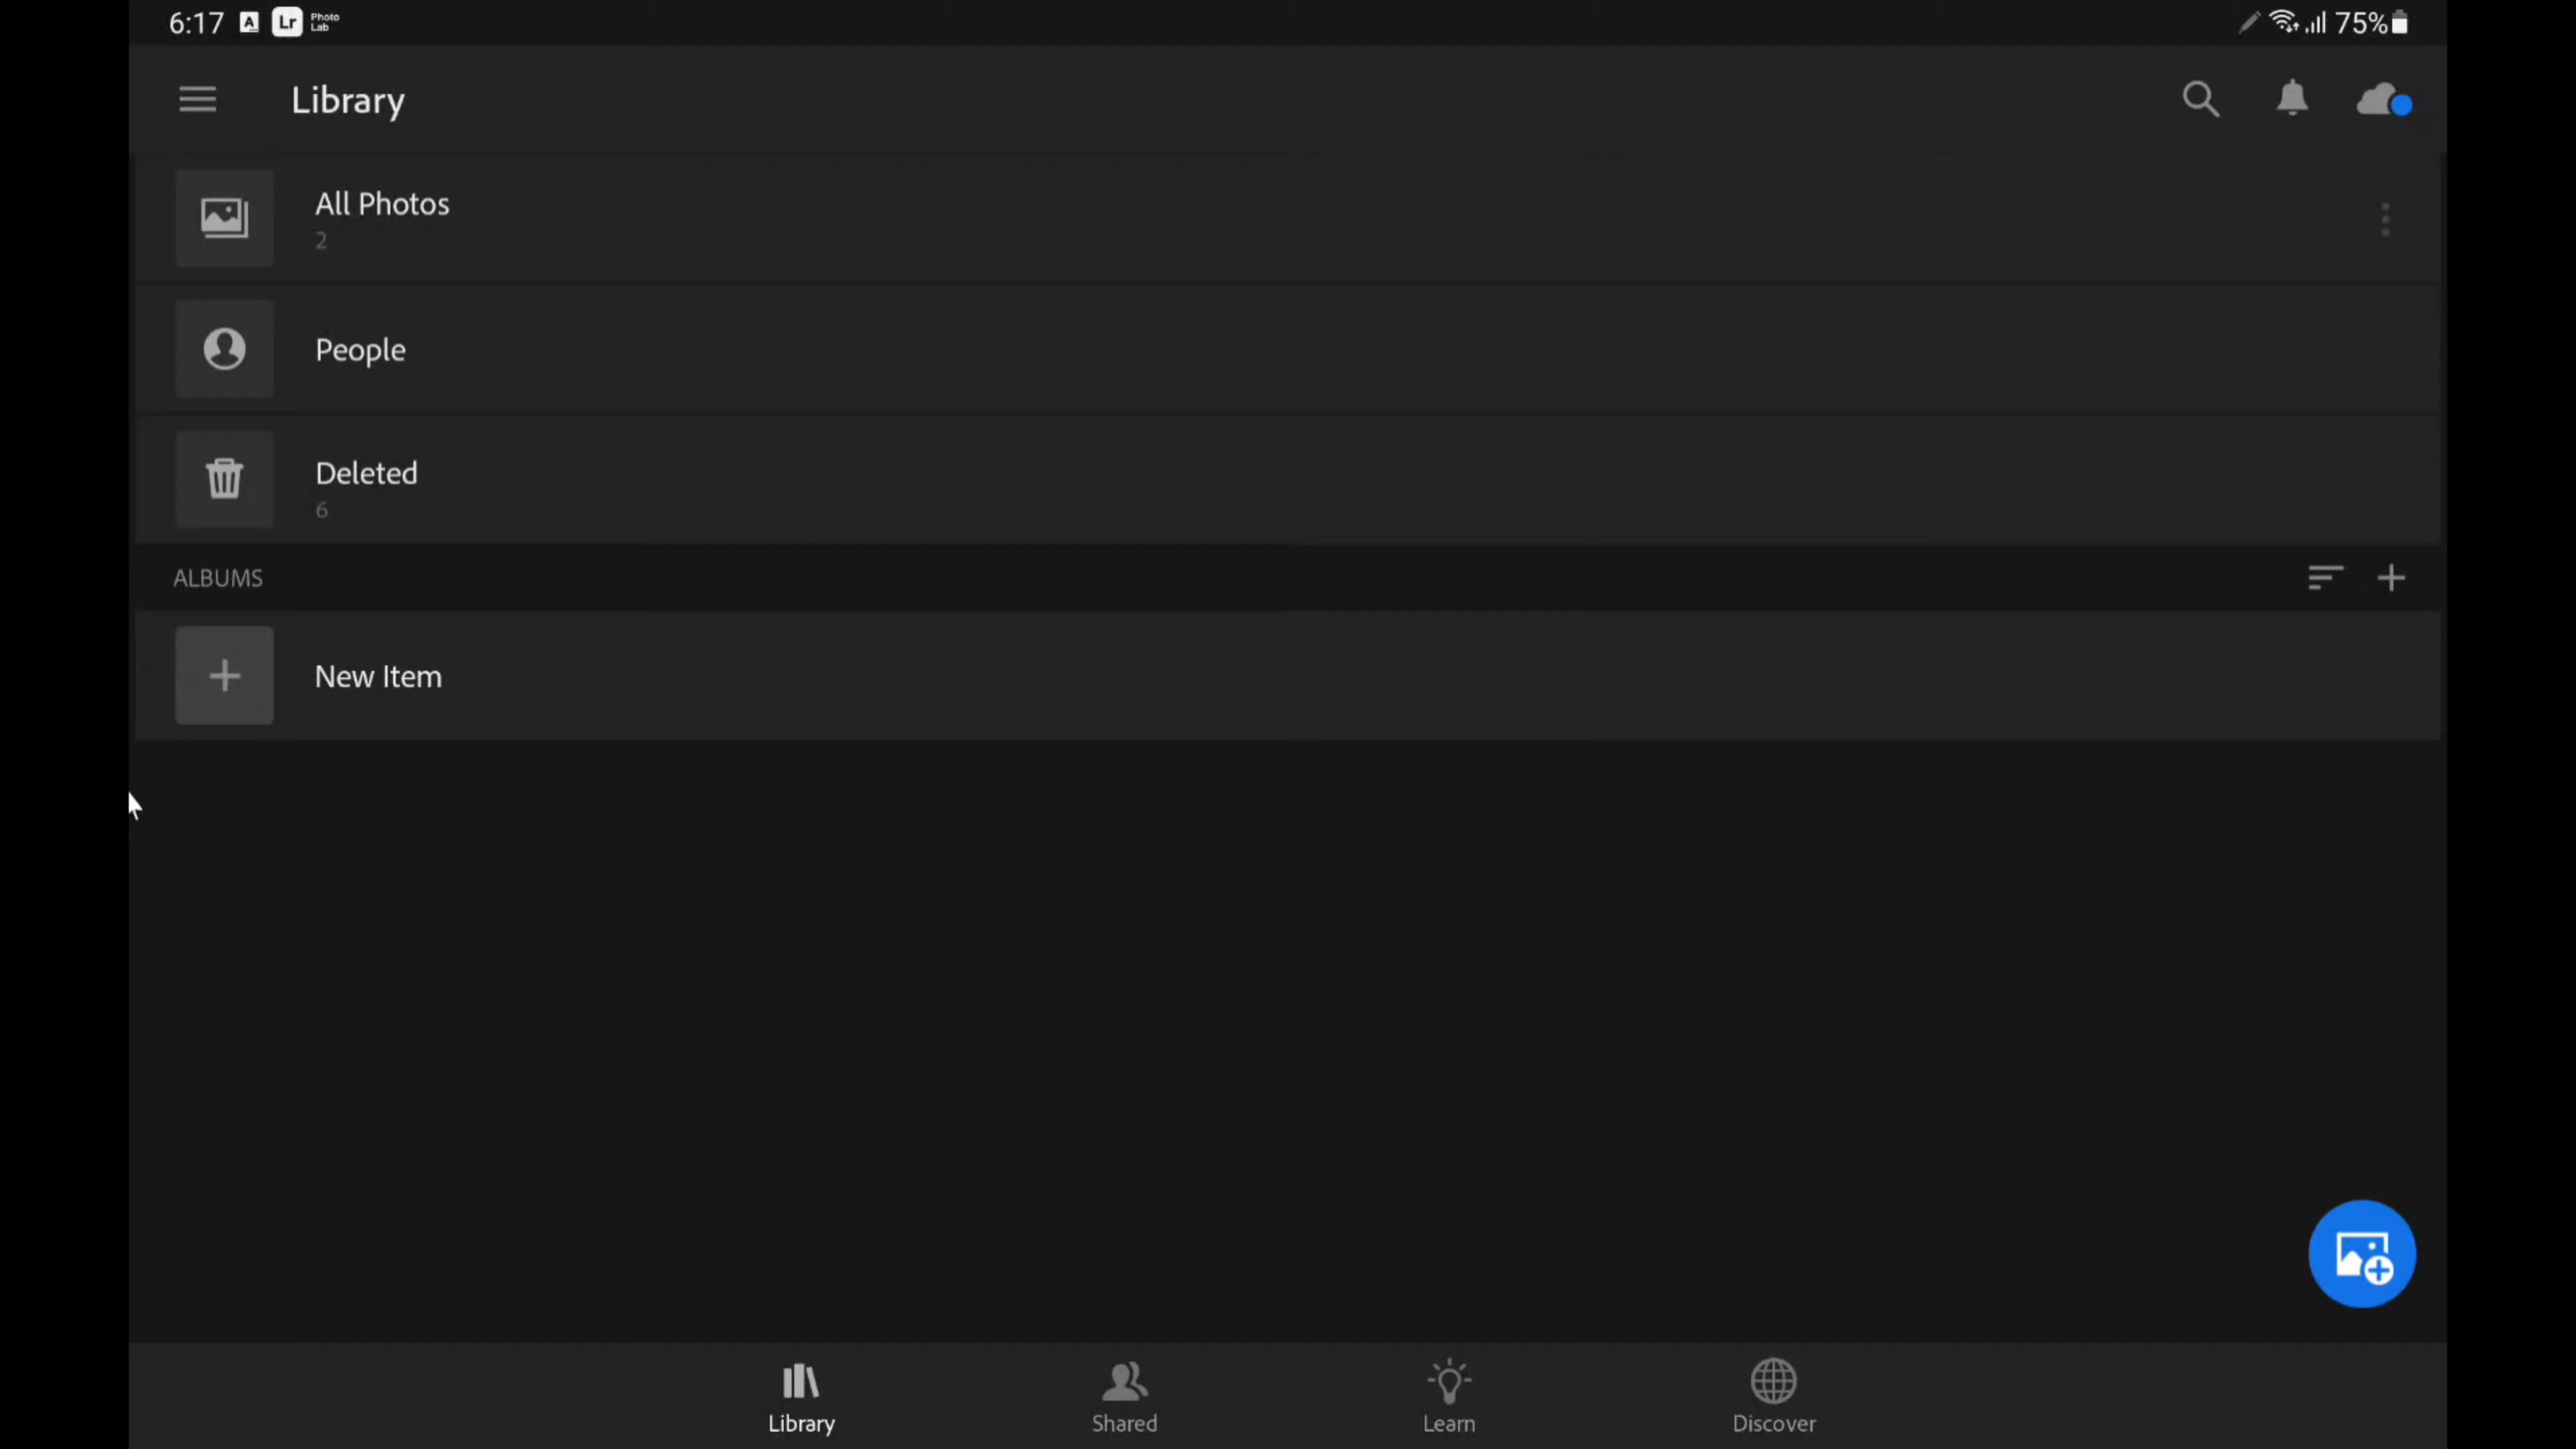 6:17 A Lr Photo Lab 75%
Library
All Photos
2
People
Deleted
6
ALBUMS
New Item
Library Shared Learn Discover